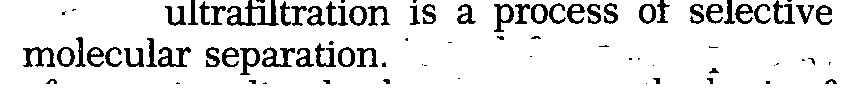 ultrafiltration is a process of selective
molecular separation.